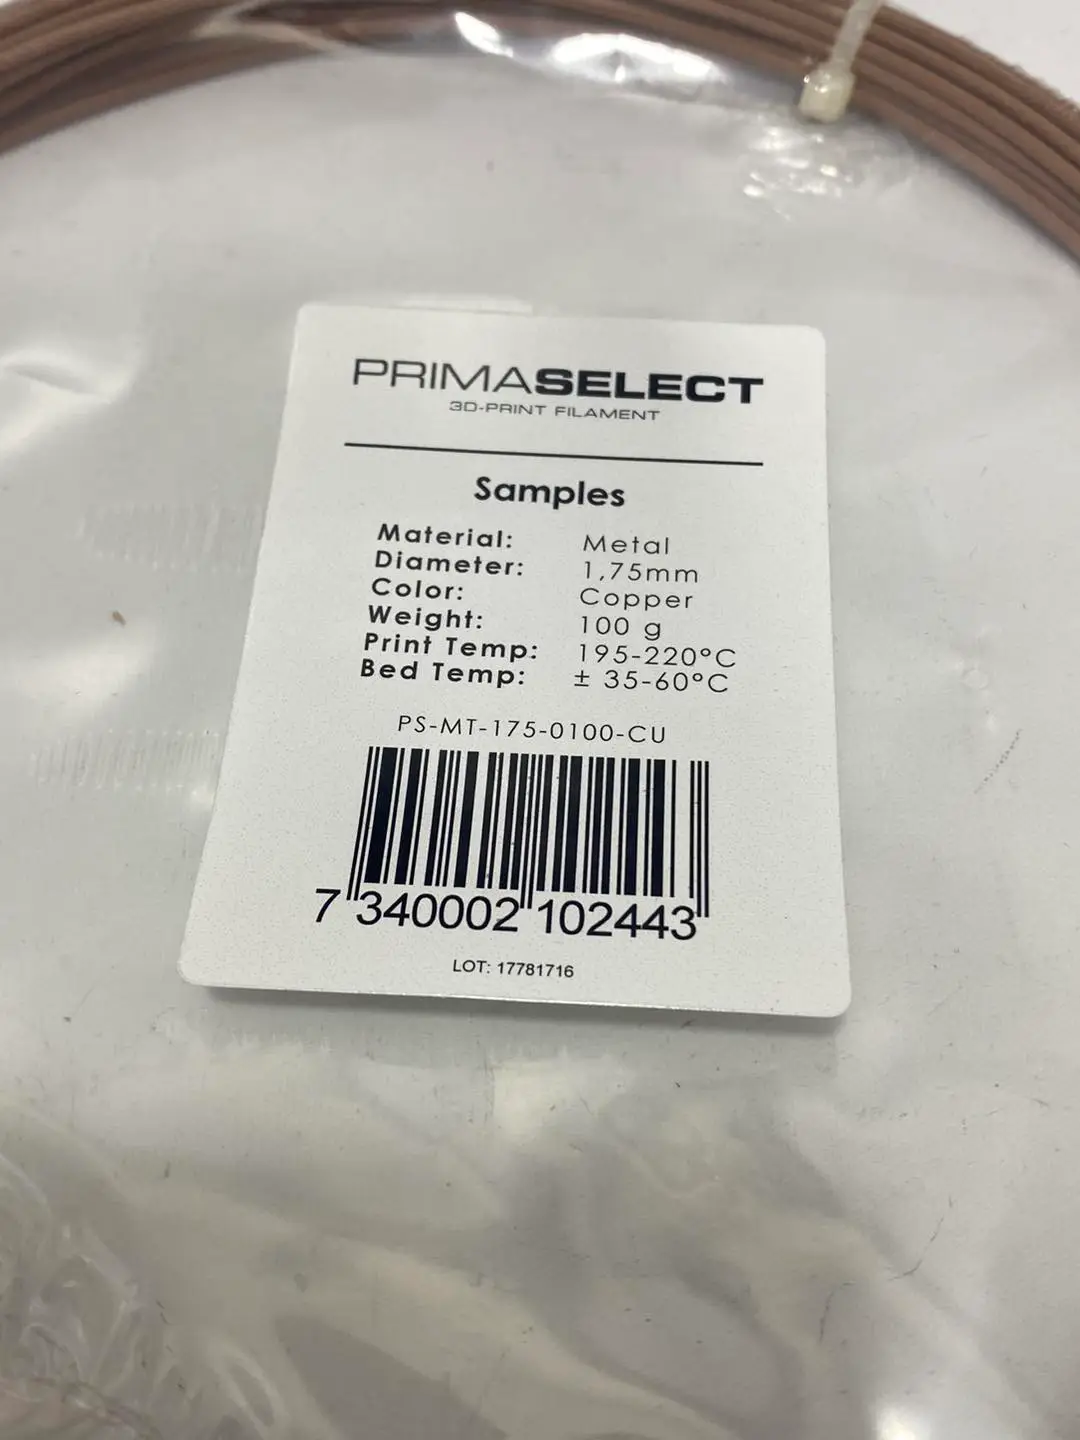 PRIMASELECT
3D-PRINT FILAMENT
Samples
Material: Metal
Diameter: 1,75mm
Color: Copper
Weight: 100 g
Print Temp: 195-220°C
Bed Temp: ± 35-60°C
PS-MT-175-0100-CU
7 340002 102443
LOT: 17781716